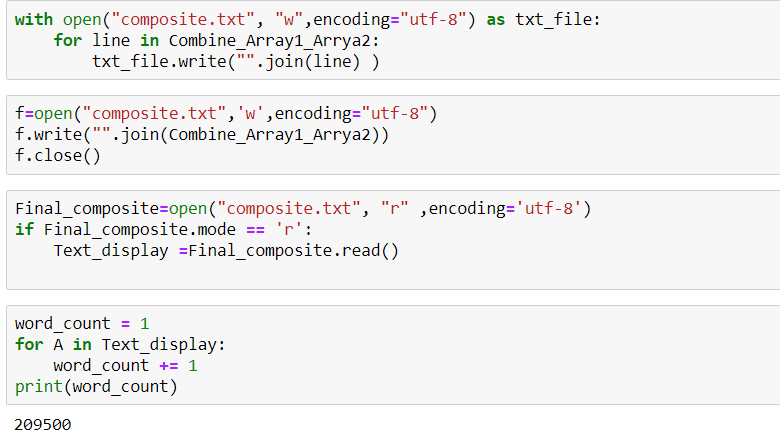 with open("composite.txt", "w",encoding="utf-8") as txt_file:
    for line in Combine_Array1_Arrya2:
        txt_file.write("".join(line) )
f=open("composite.txt",'w',encoding="utf-8")
f.write("".join(Combine_Array1_Arrya2))
f.close()
Final_composite=open("composite.txt", "r" ,encoding='utf-8')
if Final_composite.mode == 'r':
    Text_display =Final_composite.read()
word_count = 1
for A in Text_display:
    word_count += 1
print(word_count)
209500